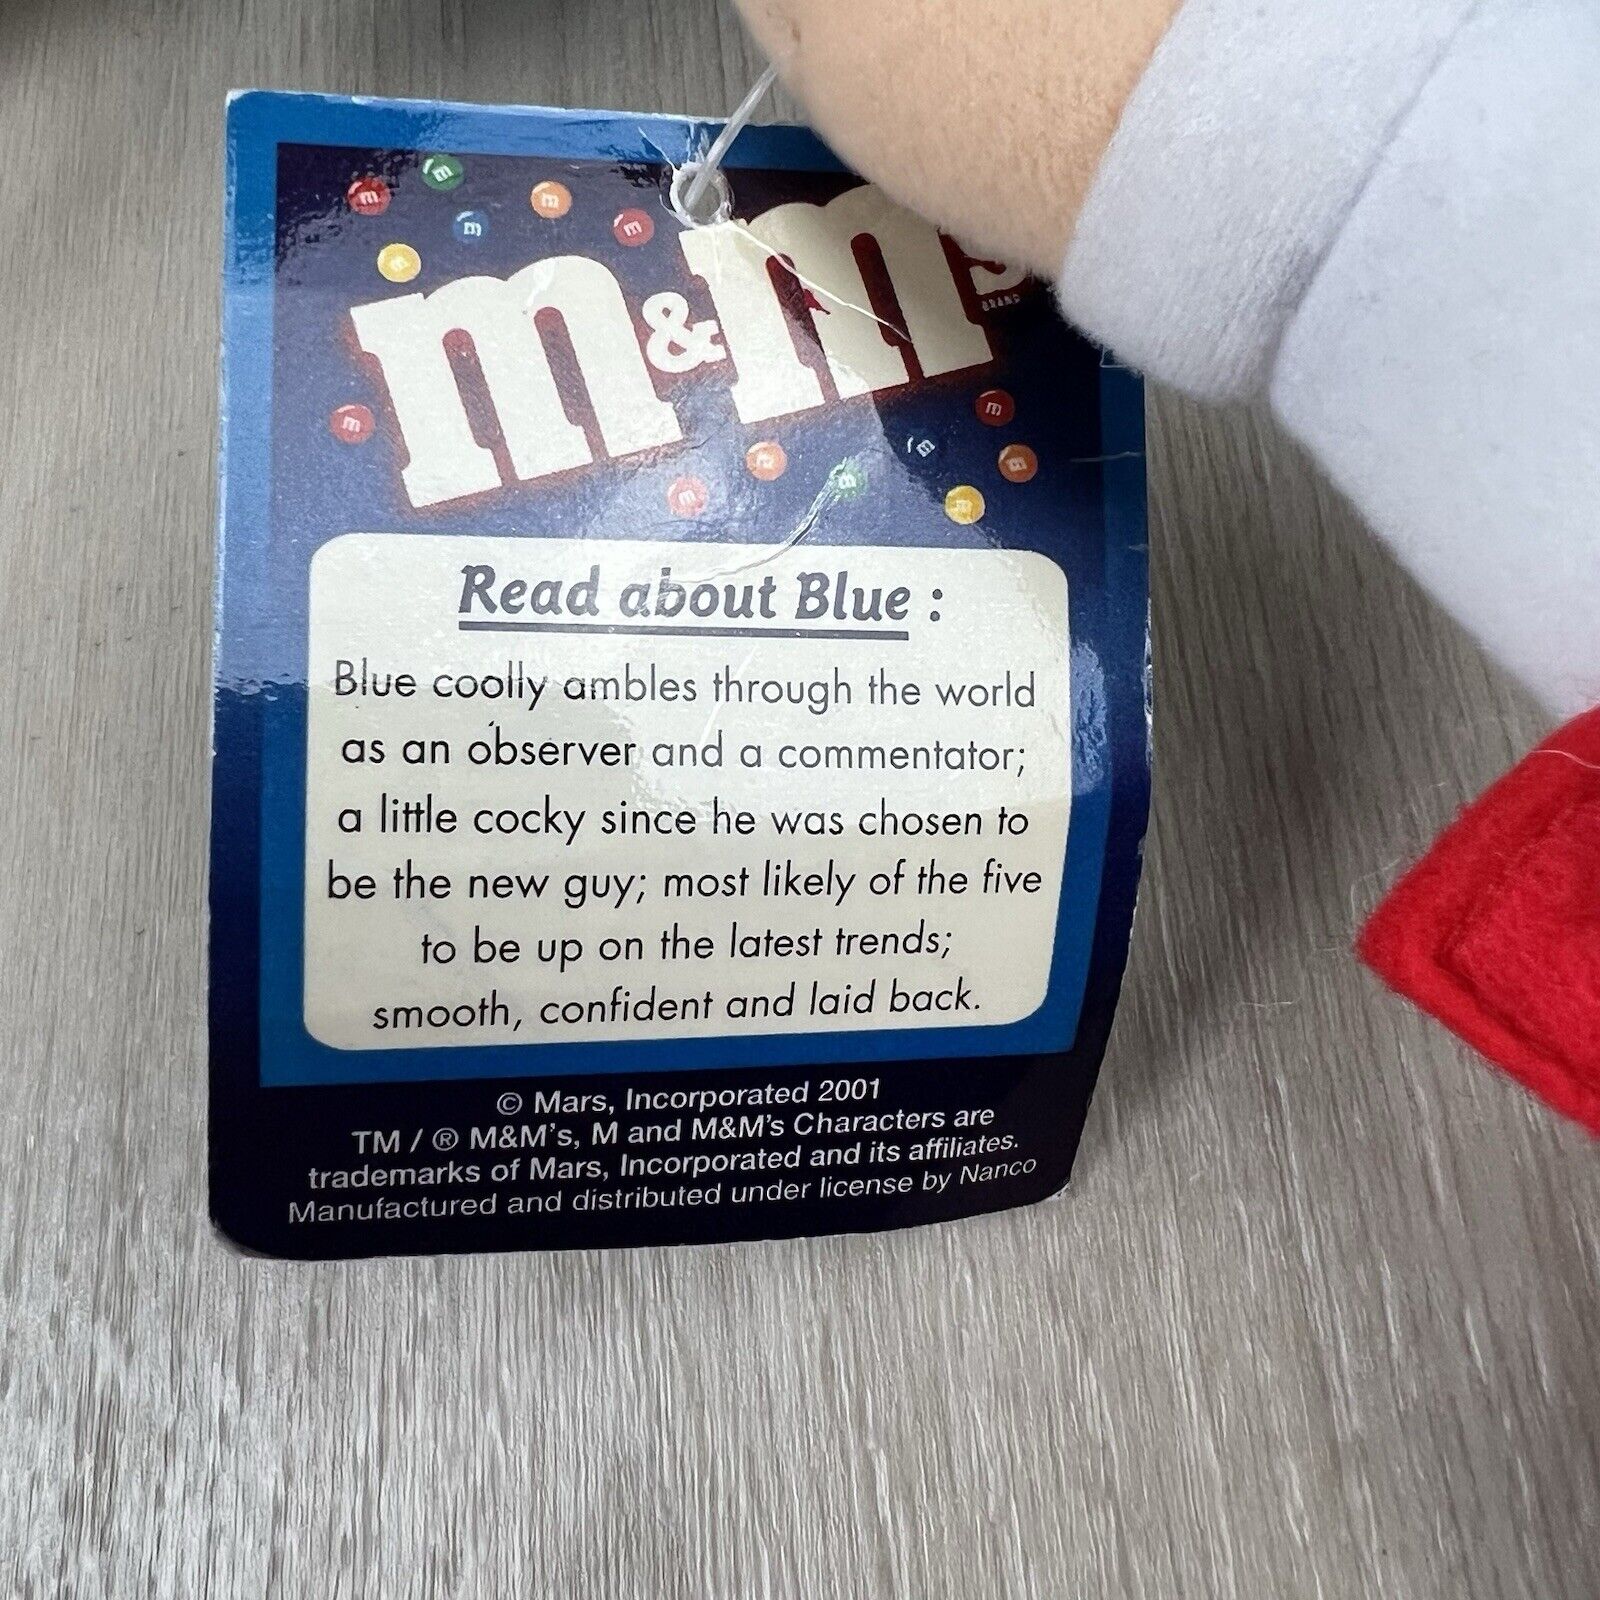 m&m's
BRAND
Read about Blue :
Blue coolly ambles through the world
as an observer and a commentator;
a little cocky since he was chosen to
be the new guy; most likely of the five
to be up on the latest trends;
smooth, confident and laid back.
© Mars, Incorporated 2001
TM / ® M&M's, M and M&M's Characters are
trademarks of Mars, Incorporated and its affiliates.
Manufactured and distributed under license by Nanco